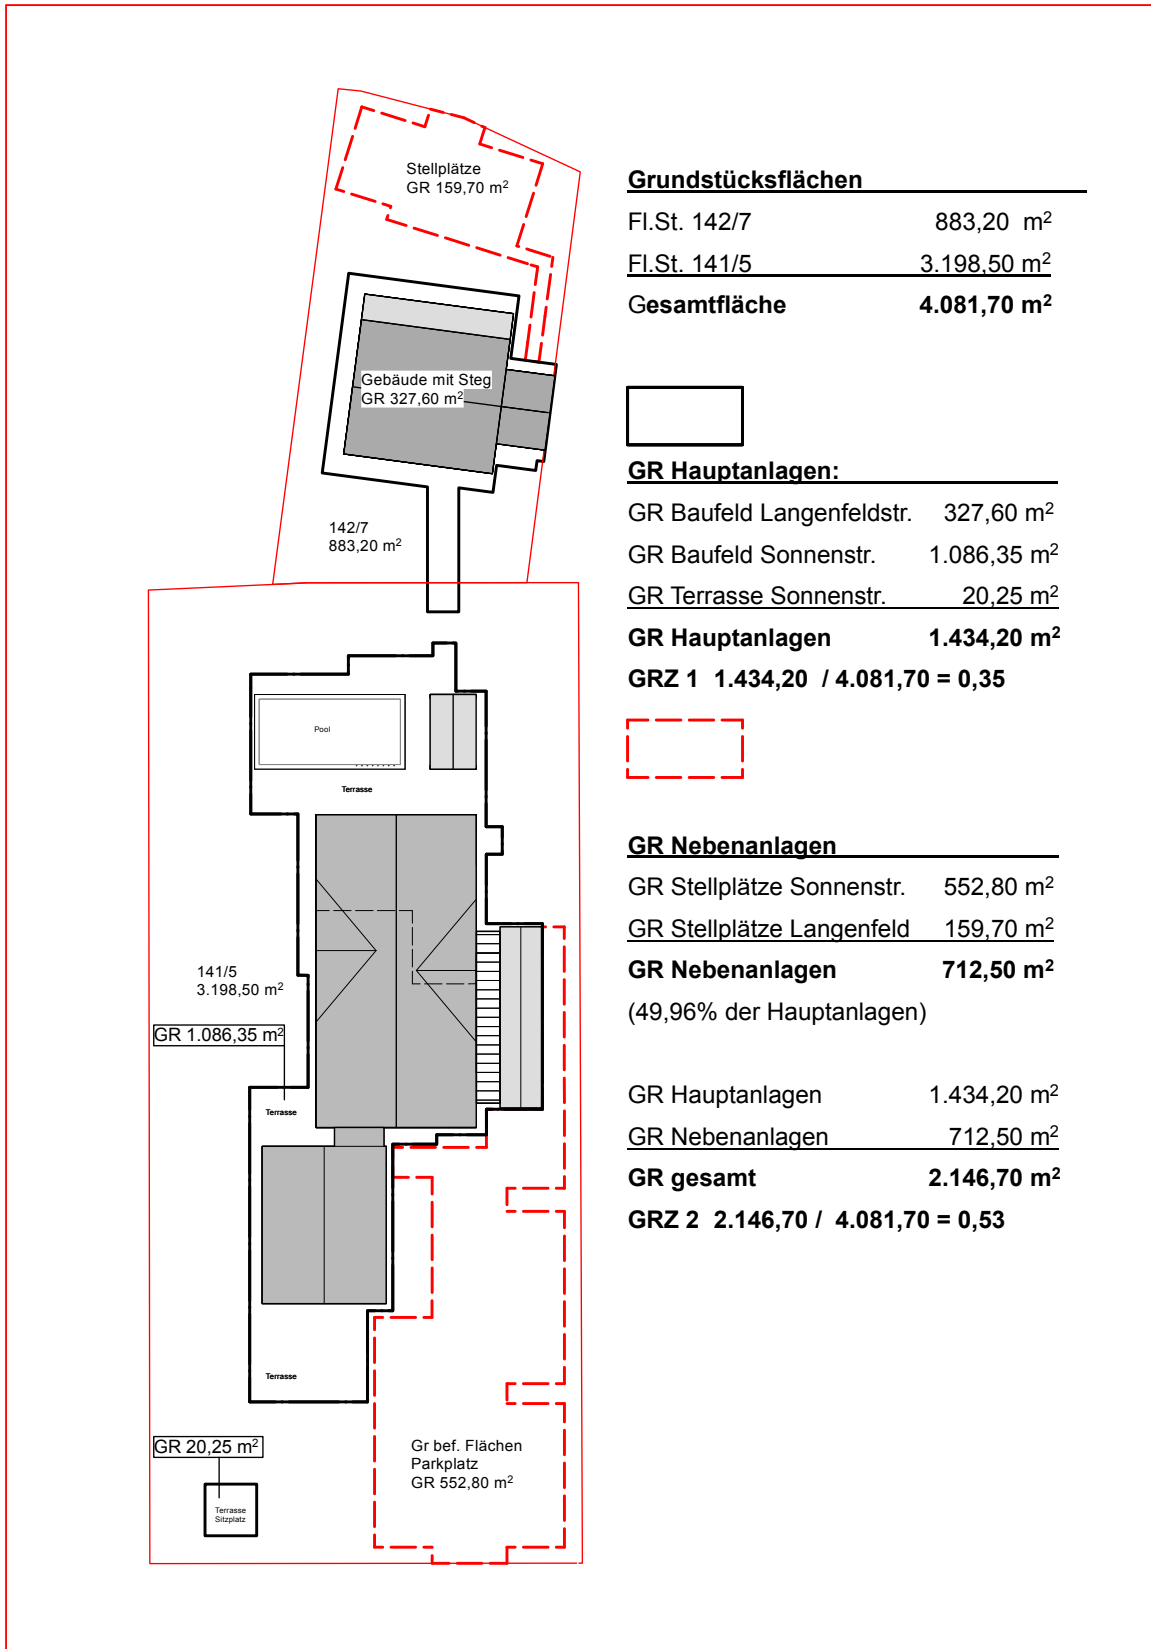 Stellplätze
GR 159,70 m²
Gebäude mit Steg
GR 327,60 m²
142/7
883,20 m²
Pool
Terrasse
141/5
3.198,50 m²
GR 1.086,35 m²
Terrasse
Terrasse
GR 20,25 m²
Terrasse
Sitzplatz
Gr bef. Flächen
Parkplatz
GR 552,80 m²
Grundstücksflächen
Fl.St. 142/7 883,20 m²
Fl.St. 141/5 3.198,50 m²
Gesamtfläche 4.081,70 m²
GR Hauptanlagen:
GR Baufeld Langenfeldstr. 327,60 m²
GR Baufeld Sonnenstr. 1.086,35 m²
GR Terrasse Sonnenstr. 20,25 m²
GR Hauptanlagen 1.434,20 m²
GRZ 1 1.434,20 / 4.081,70 = 0,35
GR Nebenanlagen
GR Stellplätze Sonnenstr. 552,80 m²
GR Stellplätze Langenfeld 159,70 m²
GR Nebenanlagen 712,50 m²
(49,96% der Hauptanlagen)
GR Hauptanlagen 1.434,20 m²
GR Nebenanlagen 712,50 m²
GR gesamt 2.146,70 m²
GRZ 2 2.146,70 / 4.081,70 = 0,53